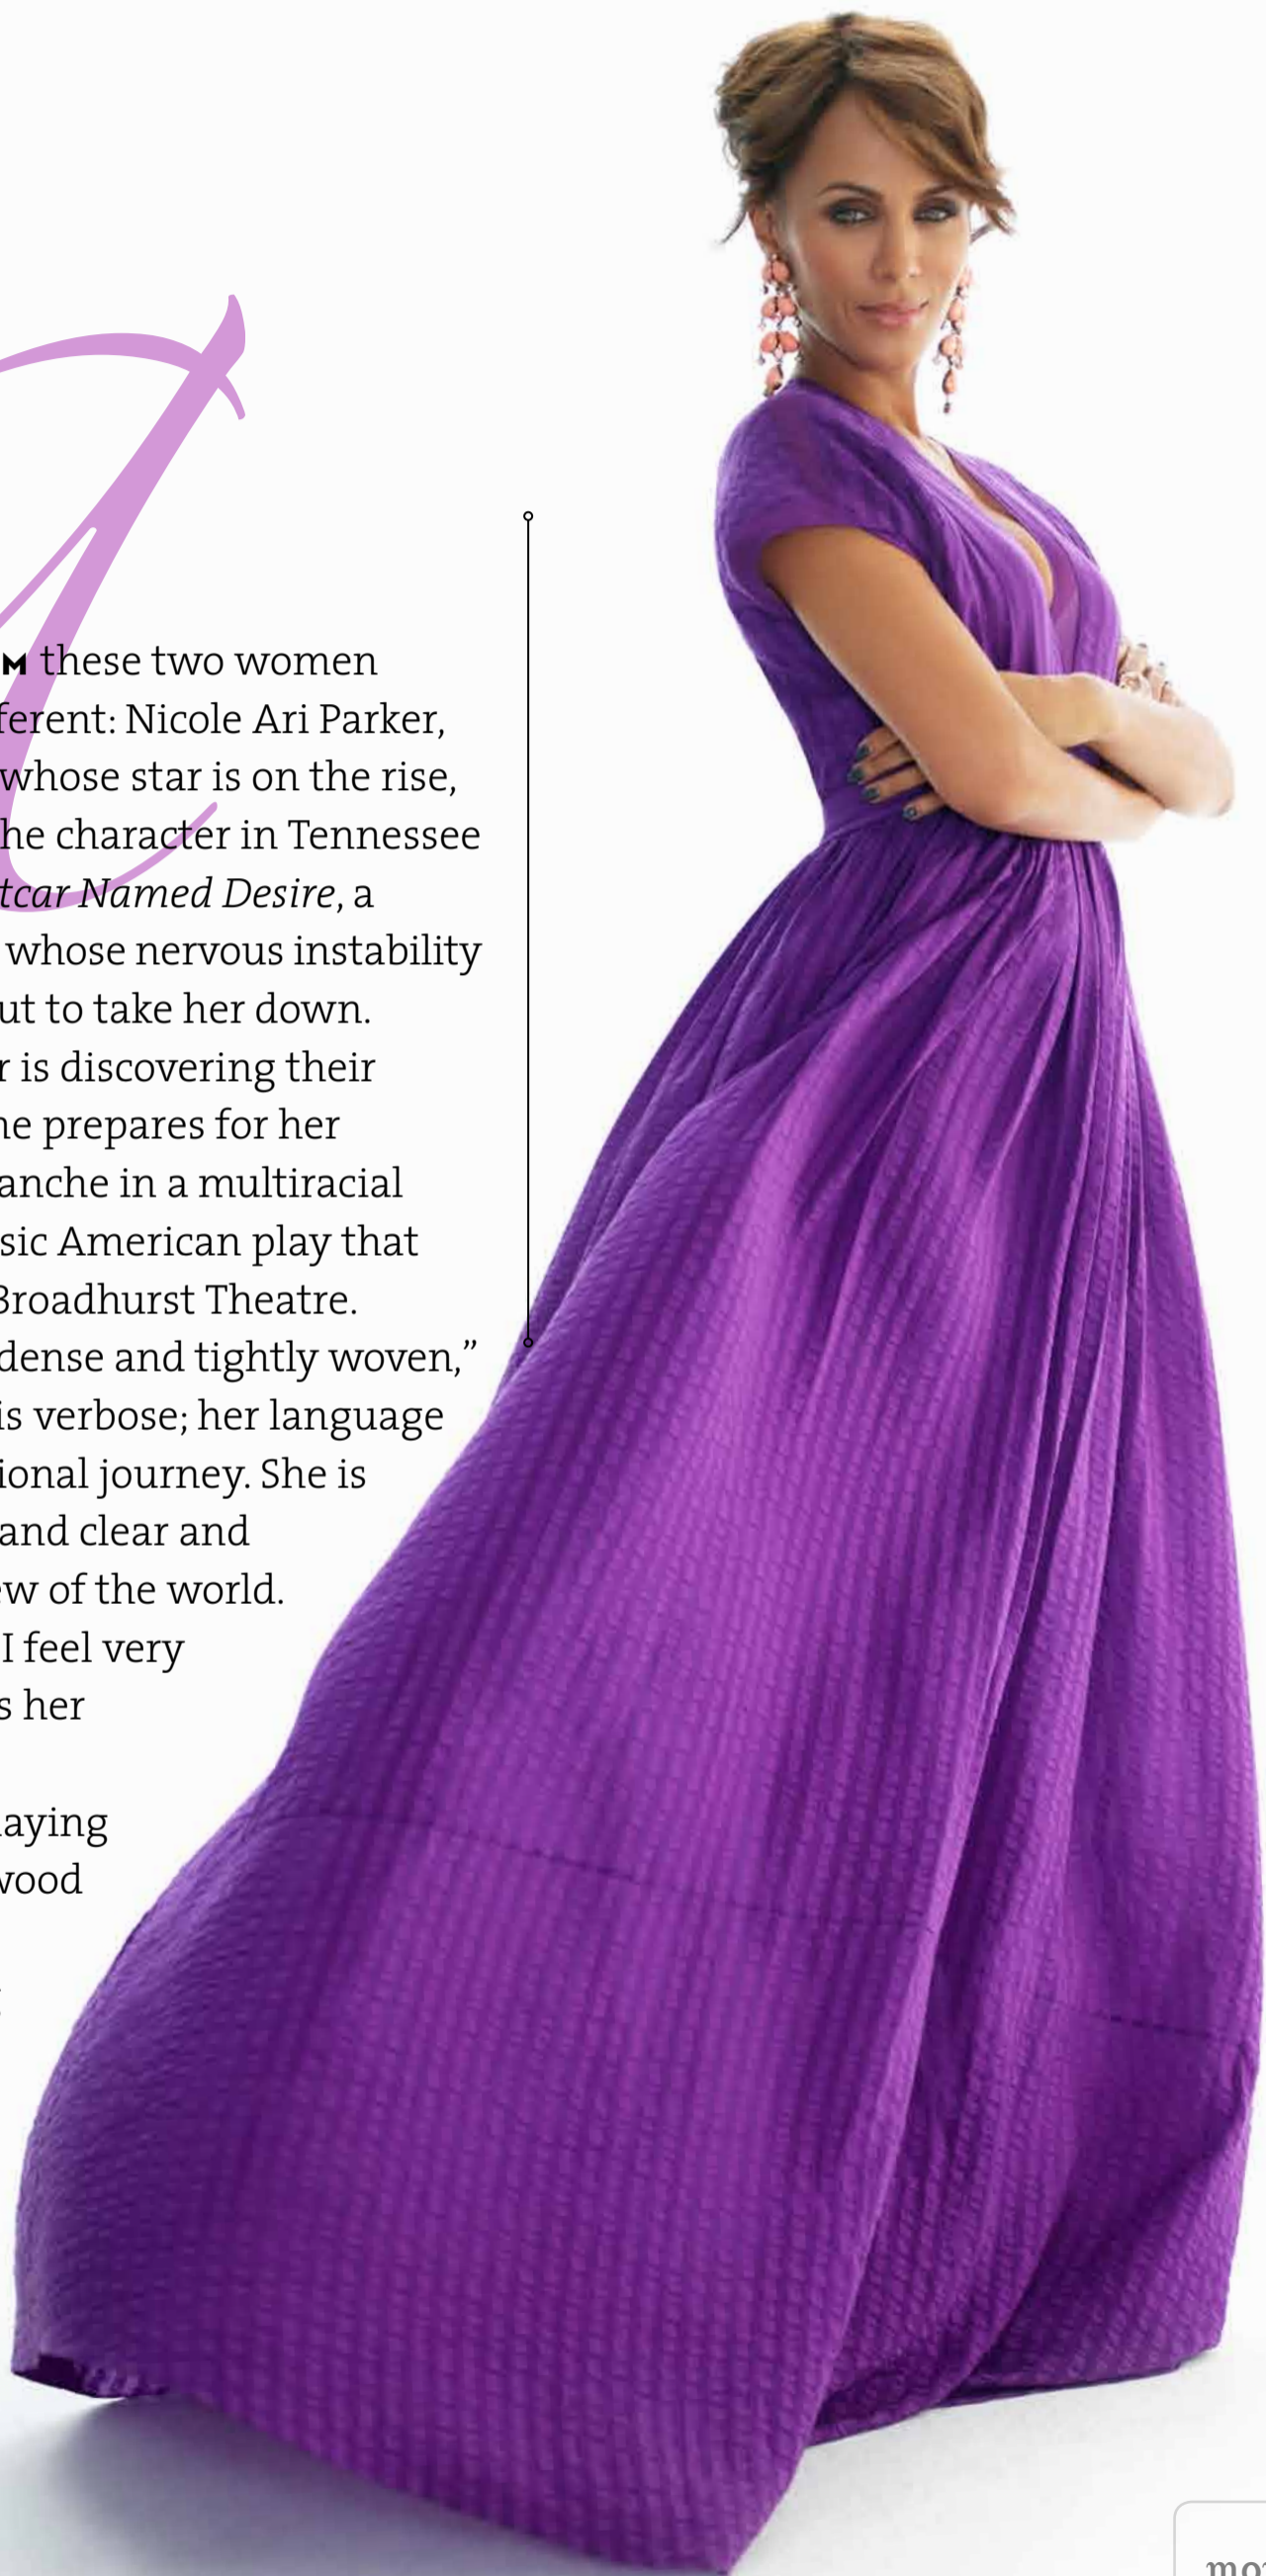 M these two women
ferent: Nicole Ari Parker,
whose star is on the rise,
he character in Tennessee
tcar Named Desire, a
whose nervous instability
ut to take her down.
r is discovering their
he prepares for her
anche in a multiracial
sic American play that
Broadhurst Theatre.
dense and tightly woven,”
is verbose; her language
ional journey. She is
and clear and
ew of the world.
I feel very
s her
laying
wood
mo